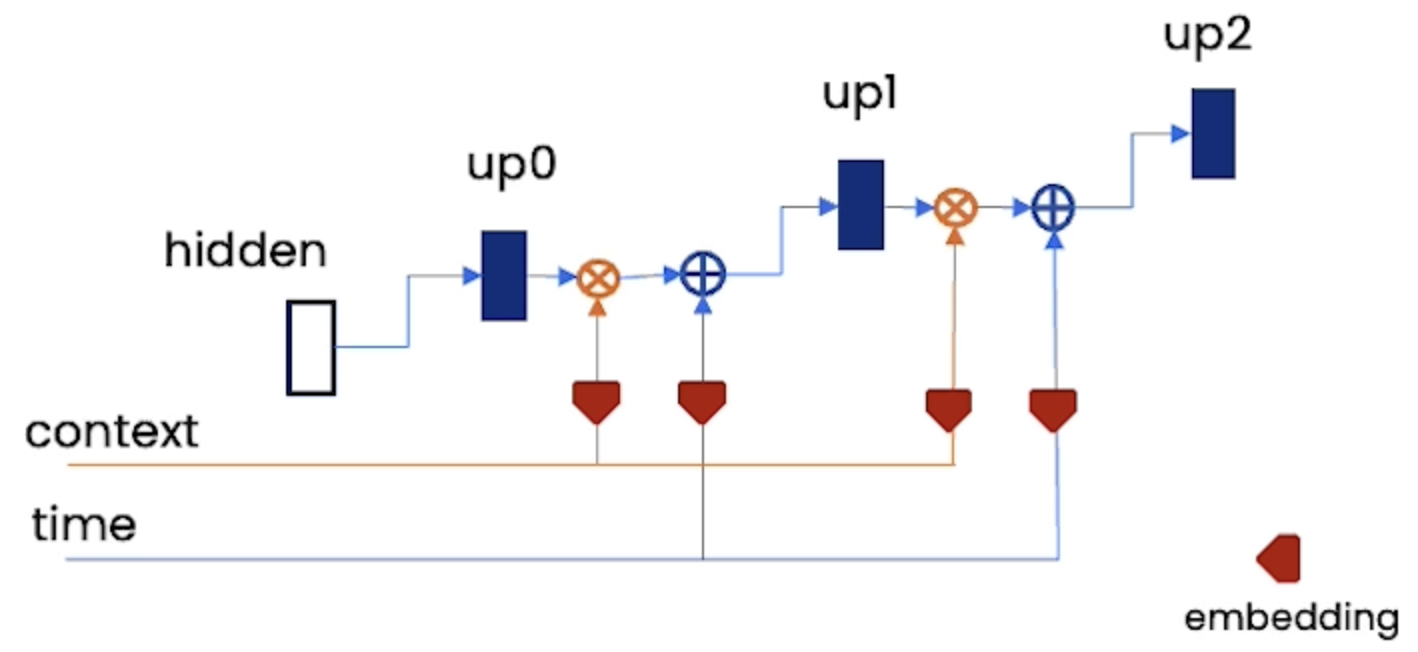 up2
up1
up0
hidden
context
time
embedding